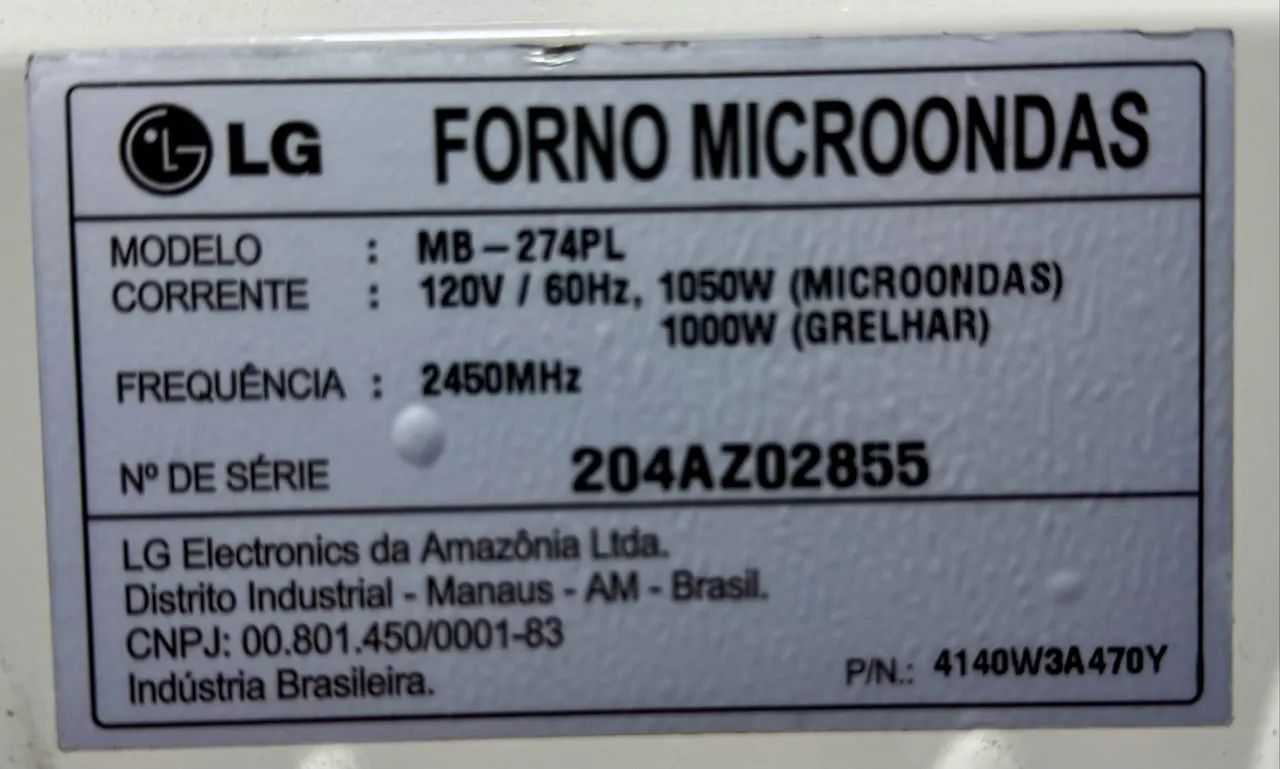 LG FORNO MICROONDAS
MODELO : MB-274PL
CORRENTE : 120V / 60Hz, 1050W (MICROONDAS)
1000W (GRELHAR)
FREQUÊNCIA : 2450MHz
Nº DE SÉRIE 204AZ02855
LG Electronics da Amazônia Ltda.
Distrito Industrial - Manaus - AM - Brasil.
CNPJ: 00.801.450/0001-83
Indústria Brasileira.
P/N.: 4140W3A470Y